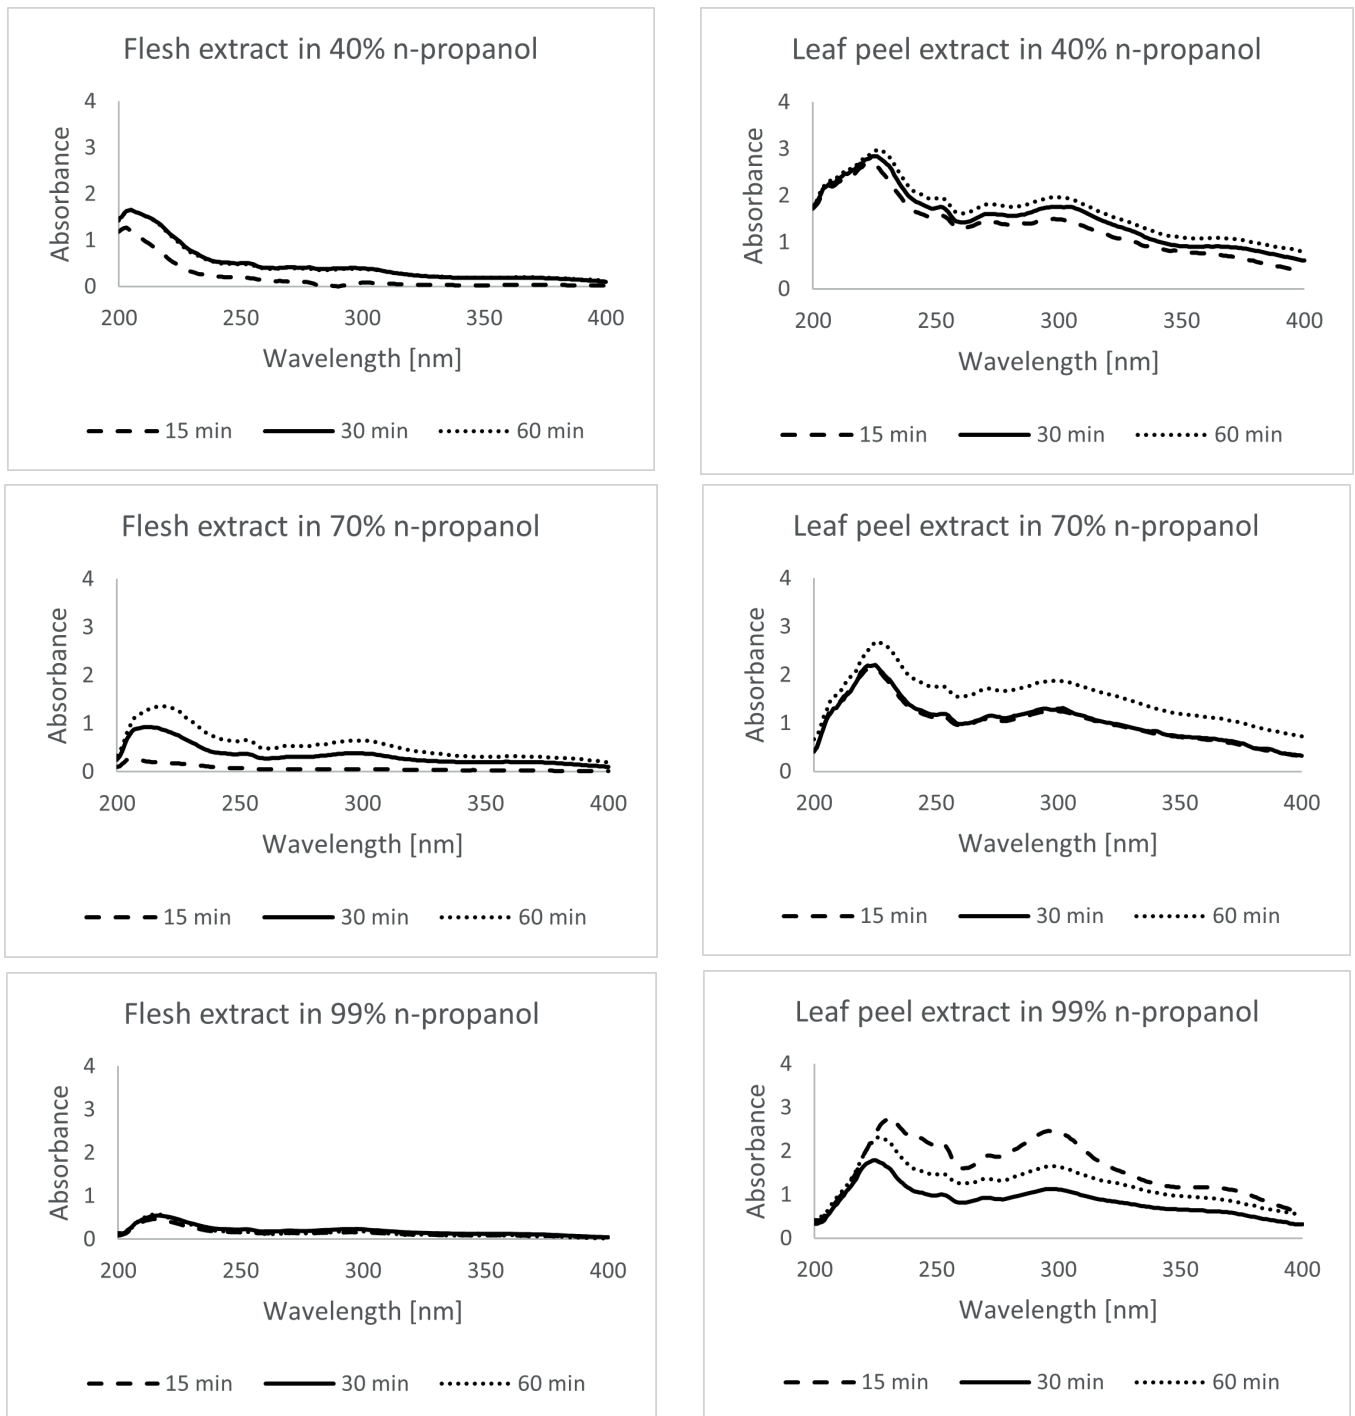 Flesh extract in 40% n-propanol
4
3
2
1
0
Absorbance
200 250 300 350 400
Wavelength [nm]
15 min 30 min 60 min
Leaf peel extract in 40% n-propanol
4
3
2
1
0
Absorbance
200 250 300 350 400
Wavelength [nm]
15 min 30 min 60 min
Flesh extract in 70% n-propanol
4
3
2
1
0
Absorbance
200 250 300 350 400
Wavelength [nm]
15 min 30 min 60 min
Leaf peel extract in 70% n-propanol
4
3
2
1
0
Absorbance
200 250 300 350 400
Wavelength [nm]
15 min 30 min 60 min
Flesh extract in 99% n-propanol
4
3
2
1
0
Absorbance
200 250 300 350 400
Wavelength [nm]
15 min 30 min 60 min
Leaf peel extract in 99% n-propanol
4
3
2
1
0
Absorbance
200 250 300 350 400
Wavelength [nm]
15 min 30 min 60 min